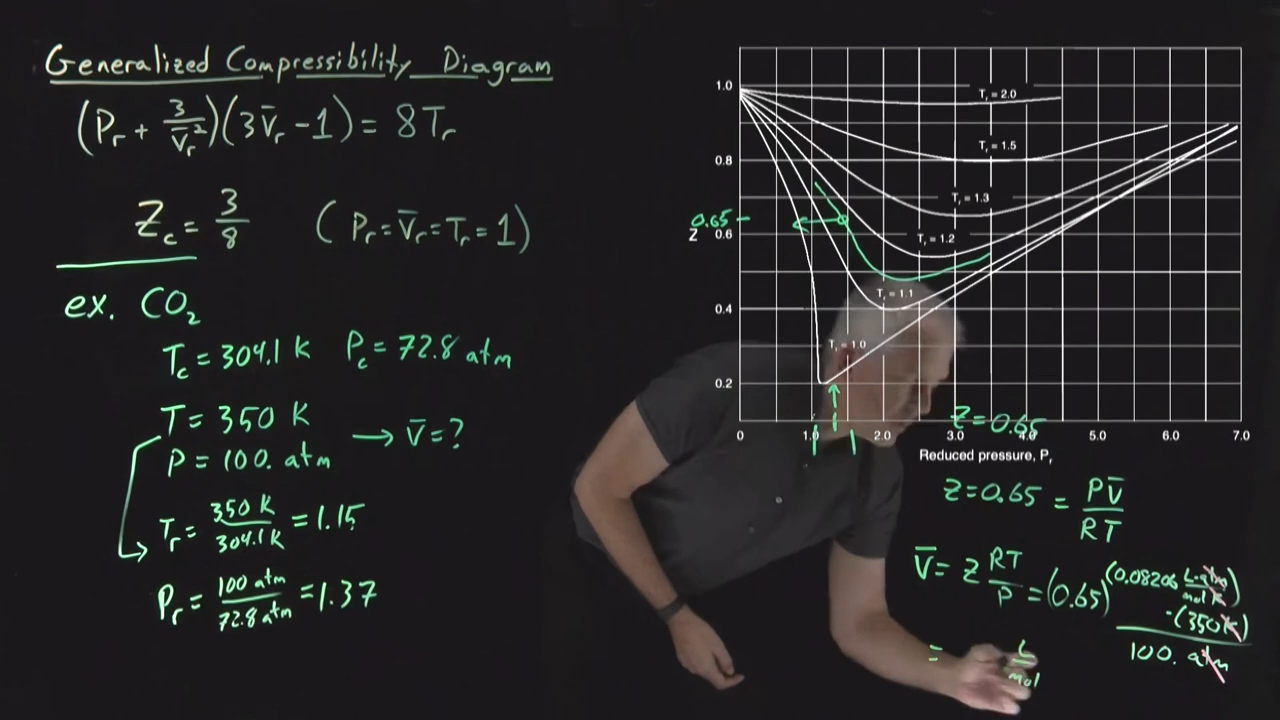 Generalized Compressibility Diagram
(Pr + 3/V̄r²)(3V̄r - 1) = 8Tr
Zc = 3/8 (Pr = V̄r = Tr = 1)
ex. CO₂
Tc = 304.1 K Pc = 72.8 atm
T = 350 K
P = 100. atm → V̄ = ?
Tr = 350 K / 304.1 K = 1.15
Pr = 100 atm / 72.8 atm = 1.37
1.0
0.8
0.65
0.6
Z
0.4
0.2
Tr = 2.0
Tr = 1.5
Tr = 1.3
Tr = 1.2
Tr = 1.1
Tr = 1.0
Z = 0.65
0 1.0 2.0 3.0 4.0 5.0 6.0 7.0
Reduced pressure, Pr
Z = 0.65 = PV̄ / RT
V̄ = Z RT/P = (0.65) (0.08206 L·atm/mol K)
·(350 K)
100. atm
= L/mol